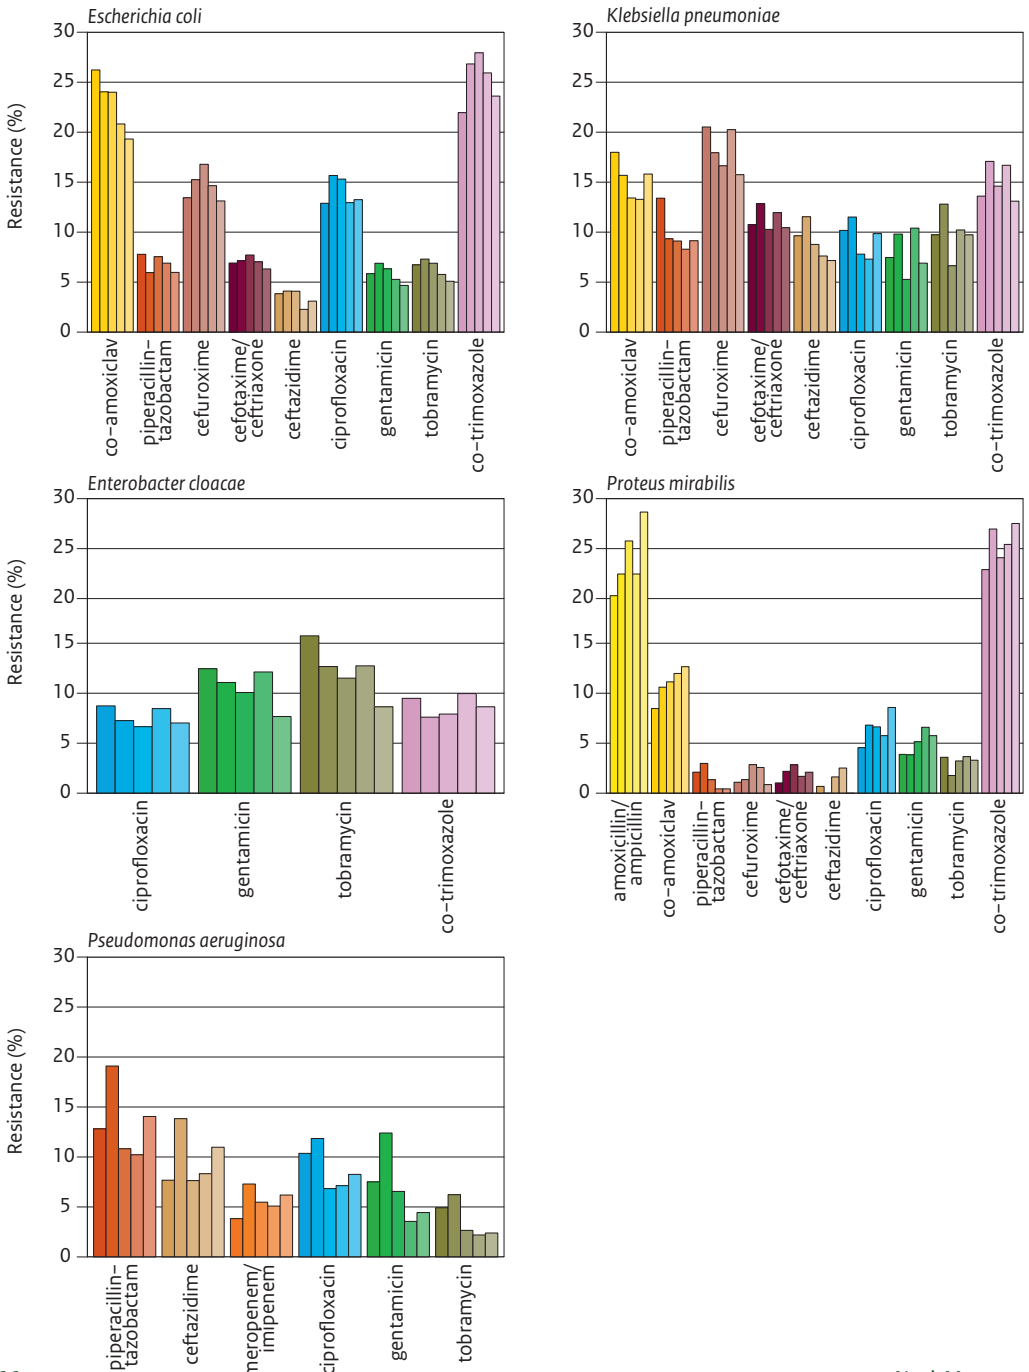 Escherichia coli
30
25
20
15
10
5
0
Resistance (%)
co–amoxiclav
piperacillin–
tazobactam
cefuroxime
cefotaxime/
ceftriaxone
ceftazidime
ciprofloxacin
gentamicin
tobramycin
co–trimoxazole
Klebsiella pneumoniae
30
25
20
15
10
5
0
co–amoxiclav
piperacillin–
tazobactam
cefuroxime
cefotaxime/
ceftriaxone
ceftazidime
ciprofloxacin
gentamicin
tobramycin
co–trimoxazole
Enterobacter cloacae
30
25
20
15
10
5
0
Resistance (%)
ciprofloxacin
gentamicin
tobramycin
co–trimoxazole
Proteus mirabilis
30
25
20
15
10
5
0
amoxicillin/
ampicillin
co–amoxiclav
piperacillin–
tazobactam
cefuroxime
cefotaxime/
ceftriaxone
ceftazidime
ciprofloxacin
gentamicin
tobramycin
co–trimoxazole
Pseudomonas aeruginosa
30
25
20
15
10
5
0
Resistance (%)
piperacillin–
tazobactam
ceftazidime
meropenem/
imipenem
ciprofloxacin
gentamicin
tobramycin